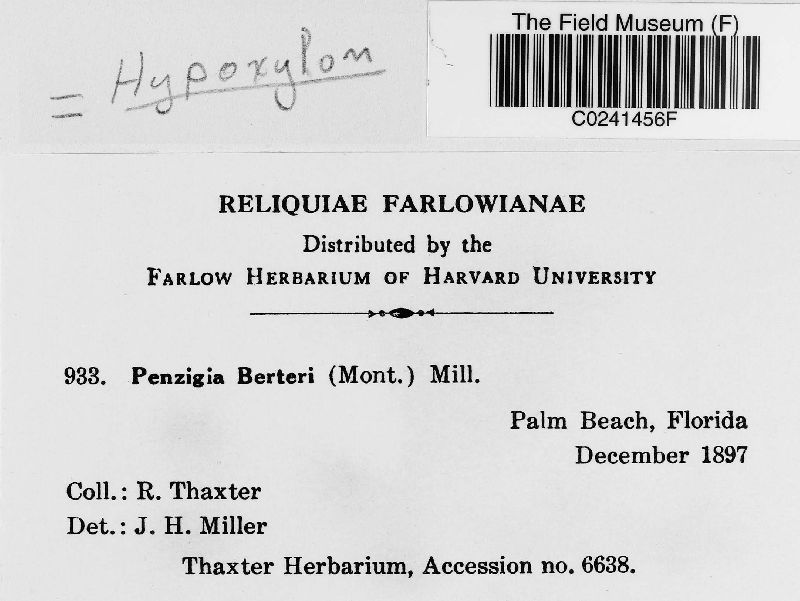 = Hypoxylon
The Field Museum (F)
C0241456F
RELIQUIAE FARLOWIANAE
Distributed by the
FARLOW HERBARIUM OF HARVARD UNIVERSITY
933. Penzigia Berteri (Mont.) Mill.
Palm Beach, Florida
December 1897
Coll.: R. Thaxter
Det.: J. H. Miller
Thaxter Herbarium, Accession no. 6638.